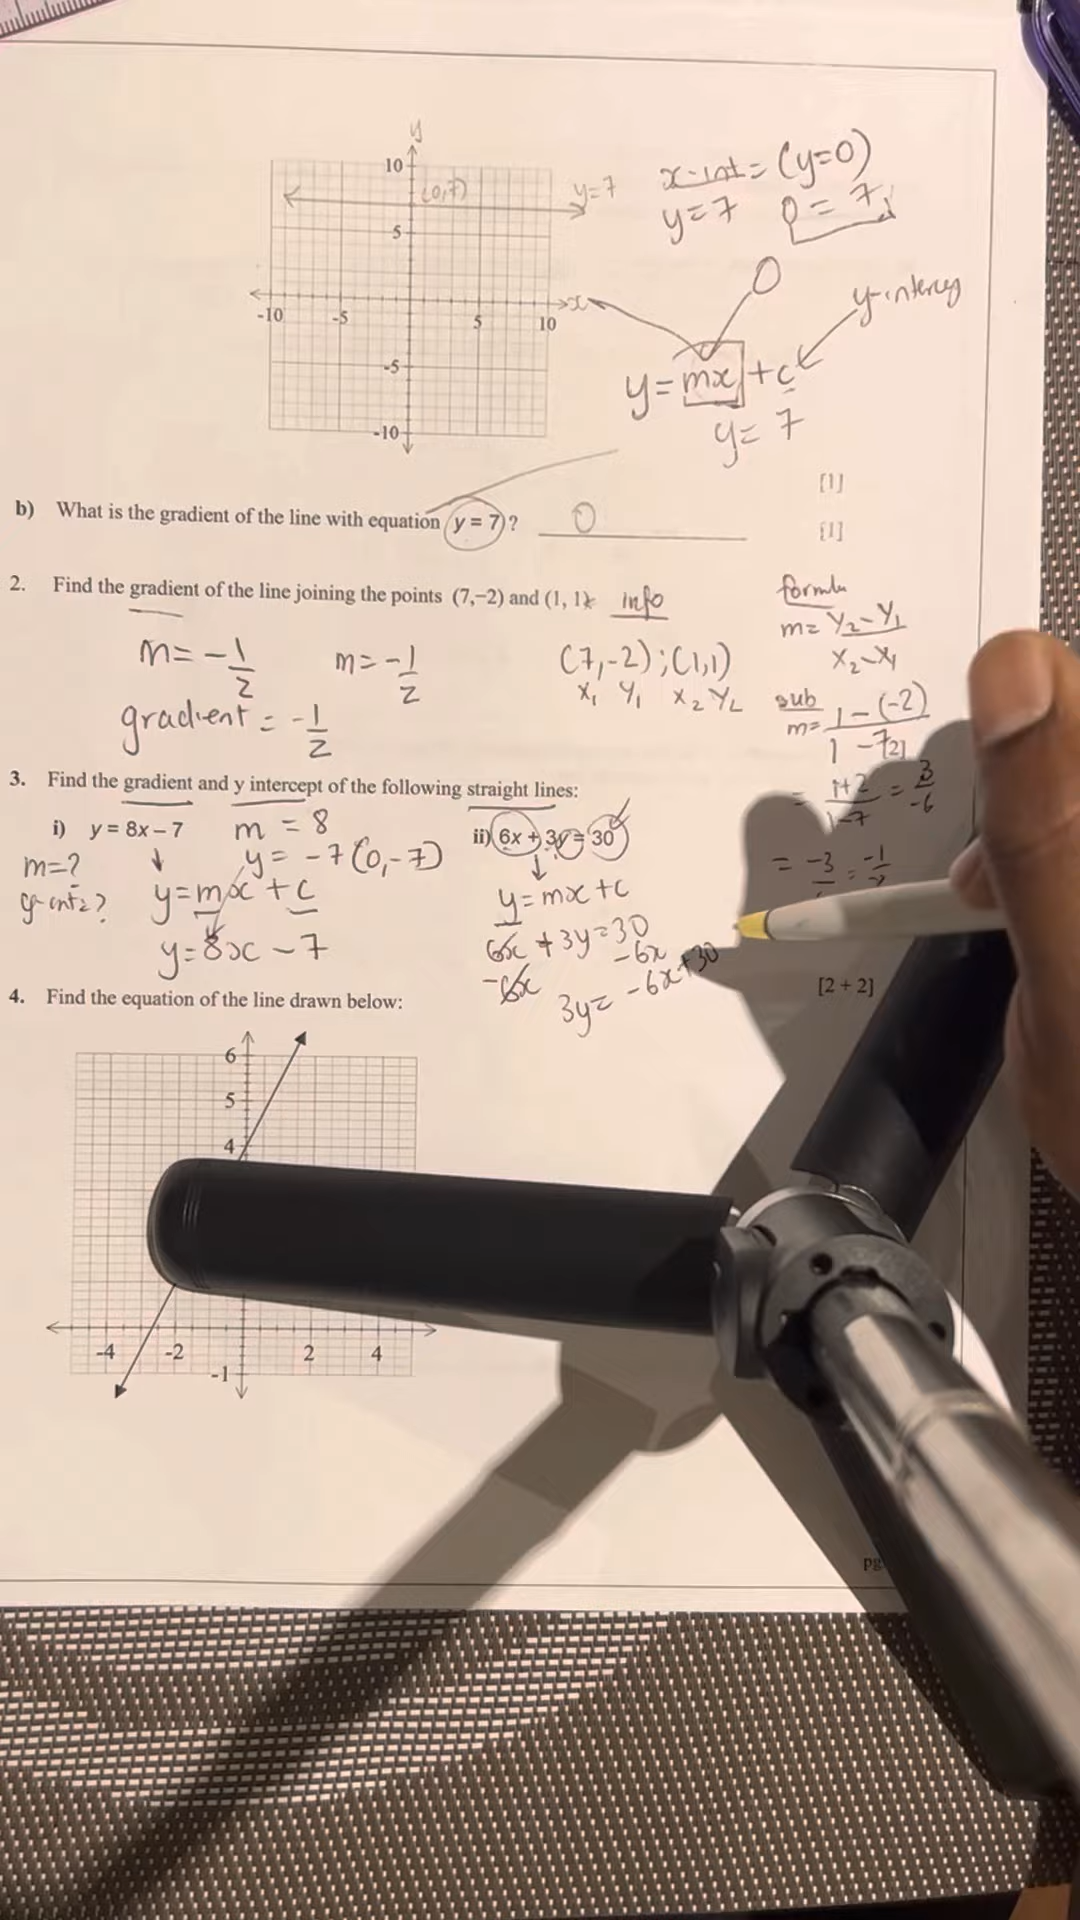 y
10
(0,7)
y=7
5
x
-10
-5
5
10
-5
-10
x-int = (y=0)
y=7 0 = 7
0
y-intercep
y=mx+c
y= 7
[1]
b) What is the gradient of the line with equation y = 7? 0
[1]
2. Find the gradient of the line joining the points (7,−2) and (1, 1). info
m= -1/2 m= -1/2
gradient = -1/2
(7,-2);(1,1)
x₁ y₁ x₂ y₂
formula
m= Y₂-Y₁
X₂-X₁
sub
m= 1-(-2)
1-7
[2]
= 1+2 = 3
1-7 -6
= -3 = -1
3. Find the gradient and y intercept of the following straight lines:
i) y = 8x – 7 m = 8
y = -7 (0,-7)
m=?
y-int=?
y=mx + c
y=8x - 7
ii) 6x + 3y = 30
y=mx+c
6x + 3y=30
-6x -6x
3y= -6x+30
[2 + 2]
4. Find the equation of the line drawn below:
6
5
4
-4
-2
2
4
-1
pg